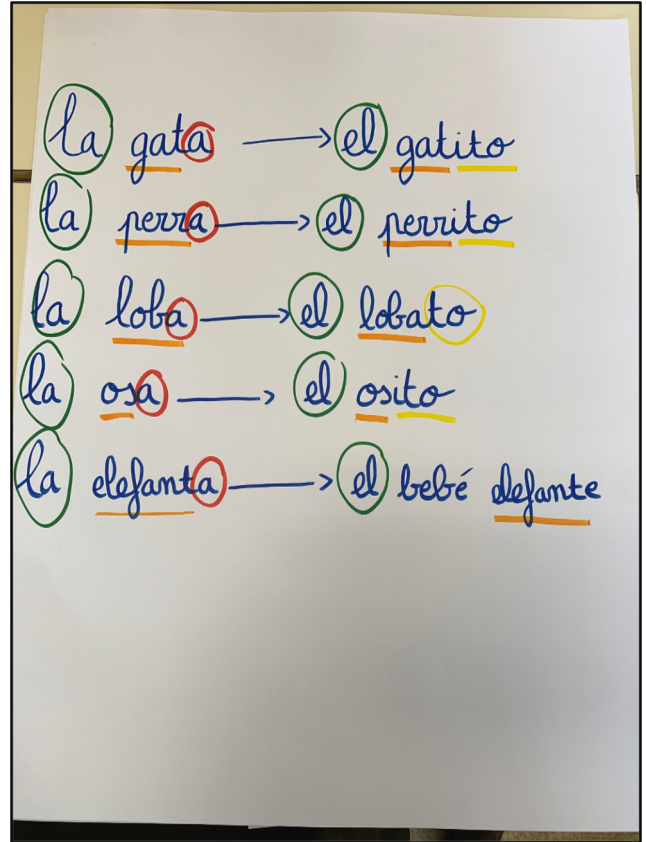 la gata → el gatito
la perra → el perrito
la loba → el lobato
la osa → el osito
la elefanta → el bebé elefante